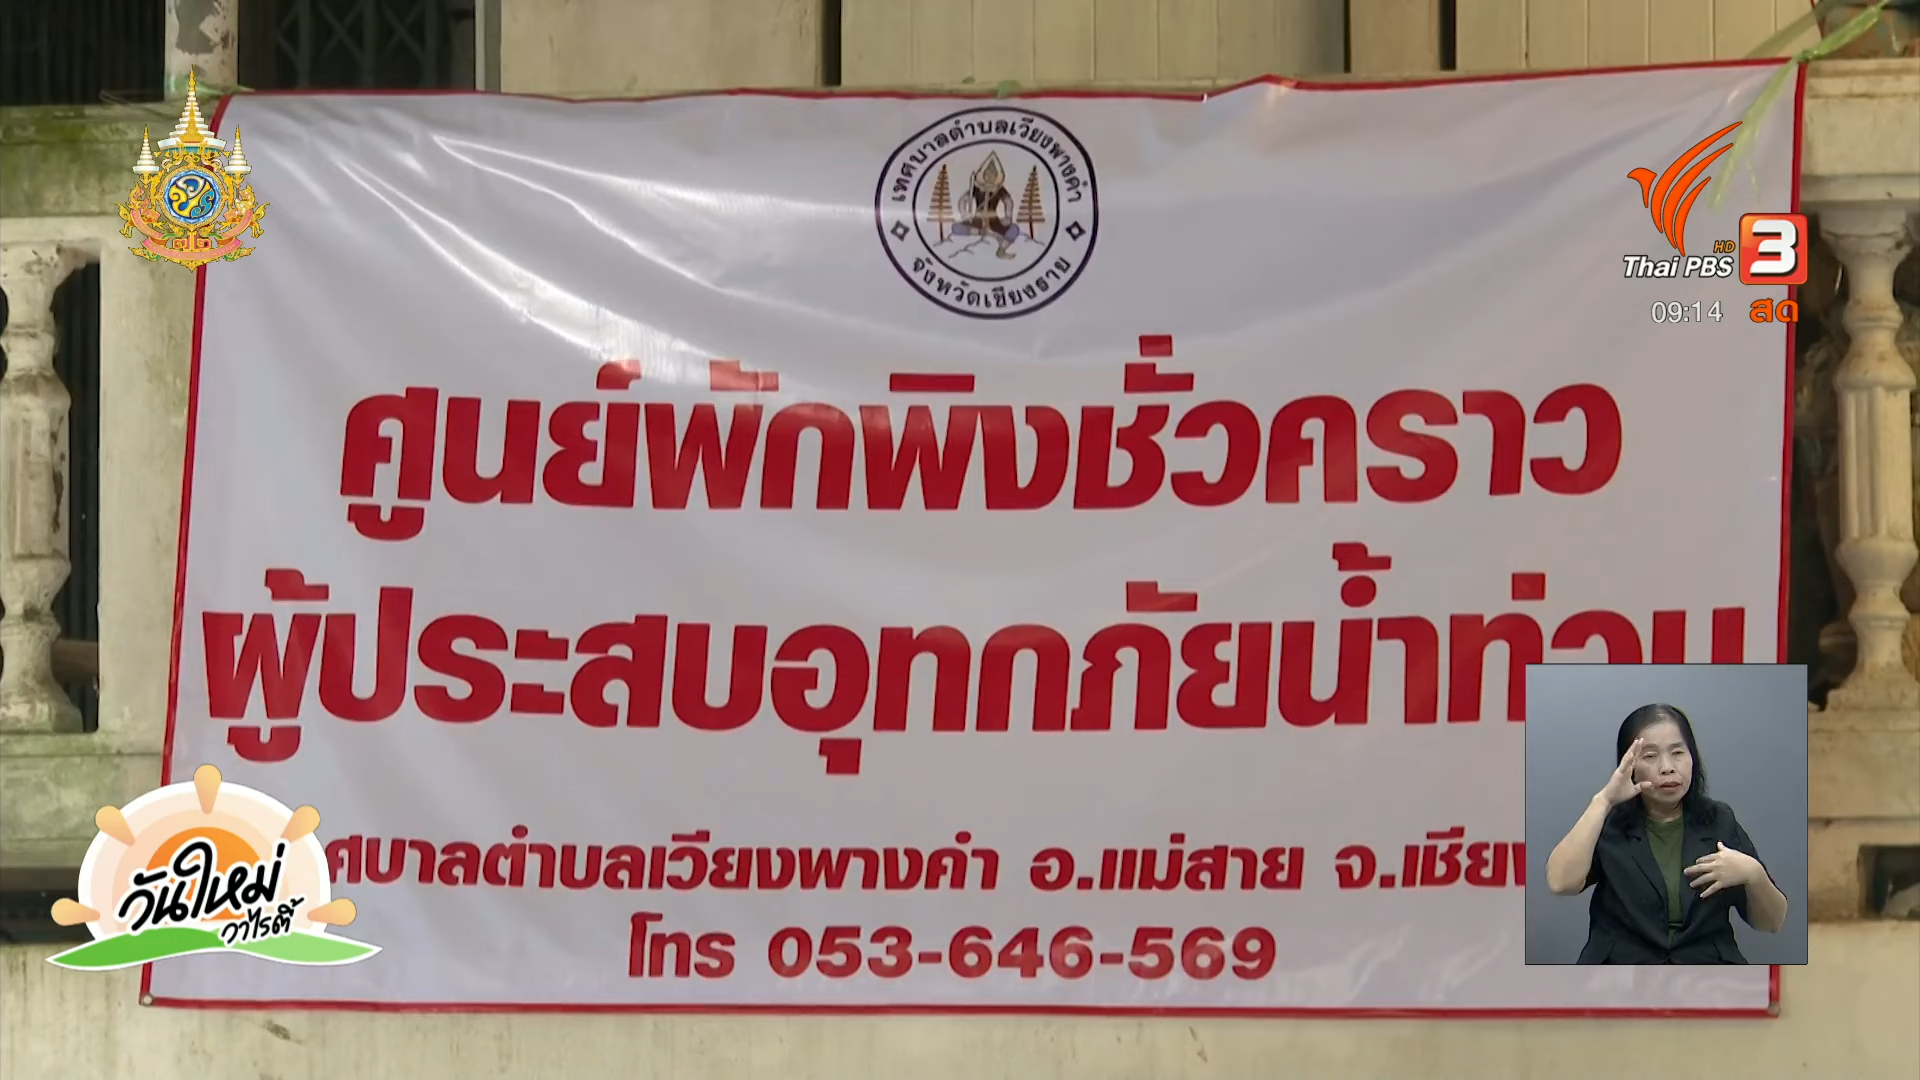 เทศบาลตำบลเวียงพางคำ
จังหวัดเชียงราย
๗๒
Thai PBS HD 3
09:14 สด
ศูนย์พักพิงชั่วคราว
ผู้ประสบอุทกภัยน้ำท่วม
ศบาลตำบลเวียงพางคำ อ.แม่สาย จ.เชีย
โทร 053-646-569
วันใหม่
วาไรตี้